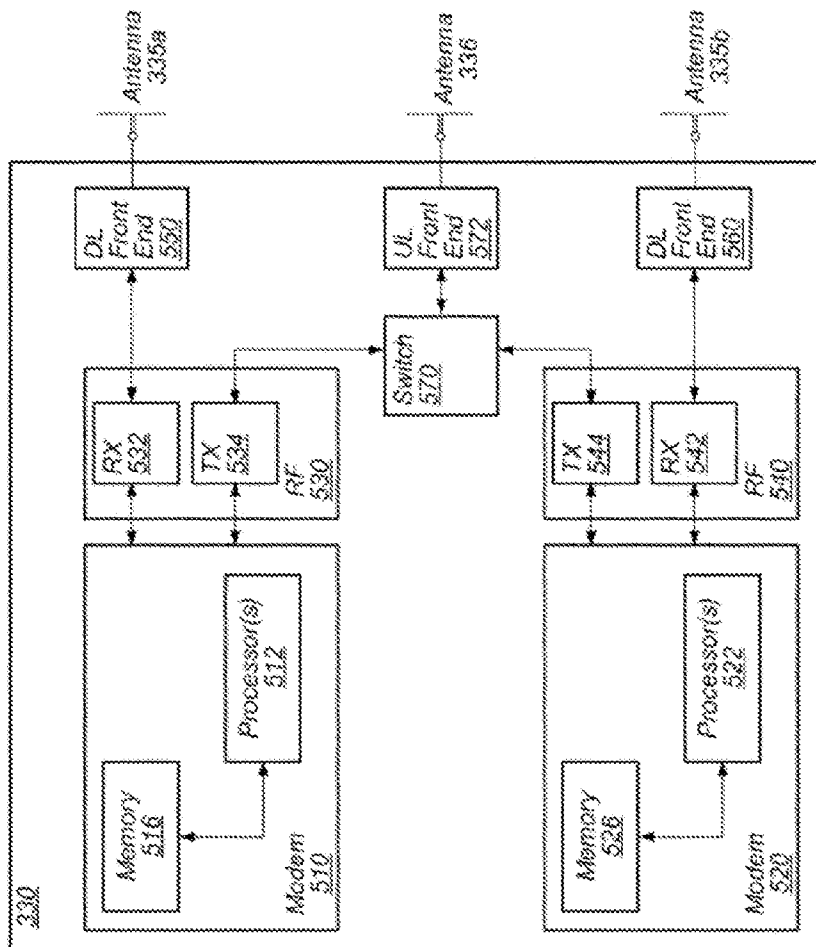 330
Modem
510
Memory
516
Processor(s)
512
RF
530
RX
532
TX
534
DL
Front
End
550
Antenna
335a
Switch
570
UL
Front
End
572
Antenna
336
Modem
520
Memory
526
Processor(s)
522
RF
540
TX
544
RX
542
DL
Front
End
560
Antenna
335b